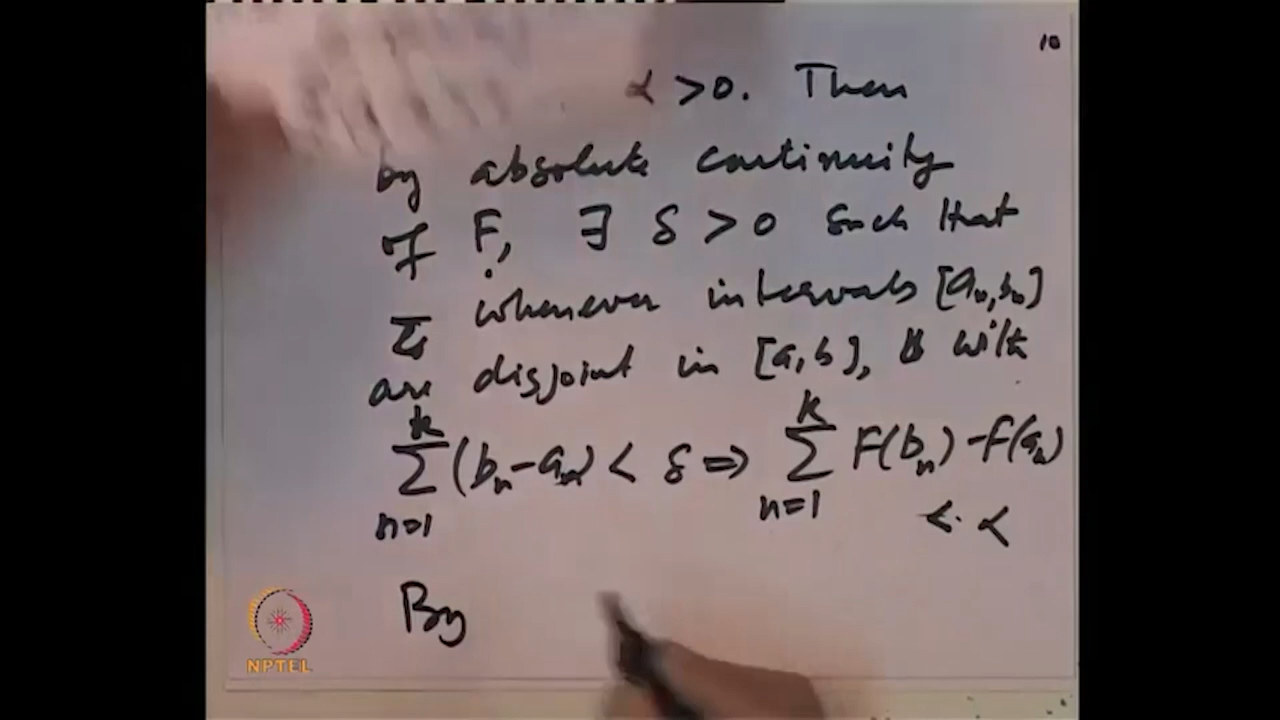 10
α > 0. Then
by absolute continuity
of F, ∃ δ > 0 such that
whenever intervals [aₙ, bₙ]
are disjoint in [a, b], with
∑ₙ₌₁ᵏ (bₙ - aₙ) < δ ⇒ ∑ₙ₌₁ᵏ F(bₙ) - F(aₙ)
< α
By
NPTEL